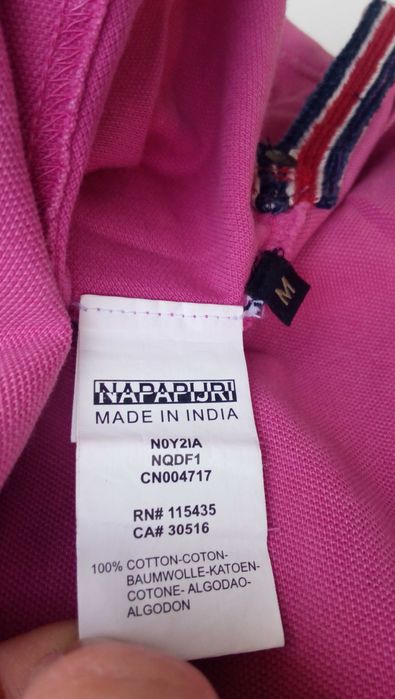 M
NAPAPIJRI
MADE IN INDIA
N0Y2IA
NQDF1
CN004717
RN# 115435
CA# 30516
100% COTTON-COTON-
BAUMWOLLE-KATOEN-
COTONE- ALGODAO-
ALGODON